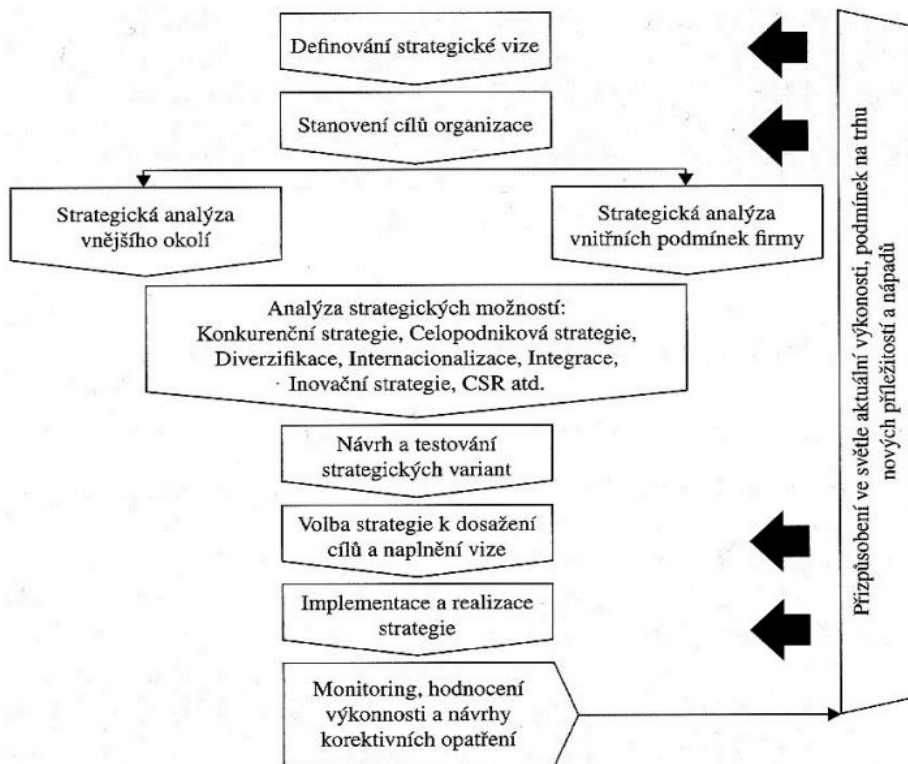 Definování strategické vize
Stanovení cílů organizace
Strategická analýza
vnějšího okolí
Strategická analýza
vnitřních podmínek firmy
Analýza strategických možností:
Konkurenční strategie, Celopodniková strategie,
Diverzifikace, Internacionalizace, Integrace,
Inovační strategie, CSR atd.
Návrh a testování
strategických variant
Volba strategie k dosažení
cílů a naplnění vize
Implementace a realizace
strategie
Monitoring, hodnocení
výkonnosti a návrhy
korektivních opatření
Přizpůsobení ve světle aktuální výkonosti, podmínek na trhu
nových příležitostí a nápadů